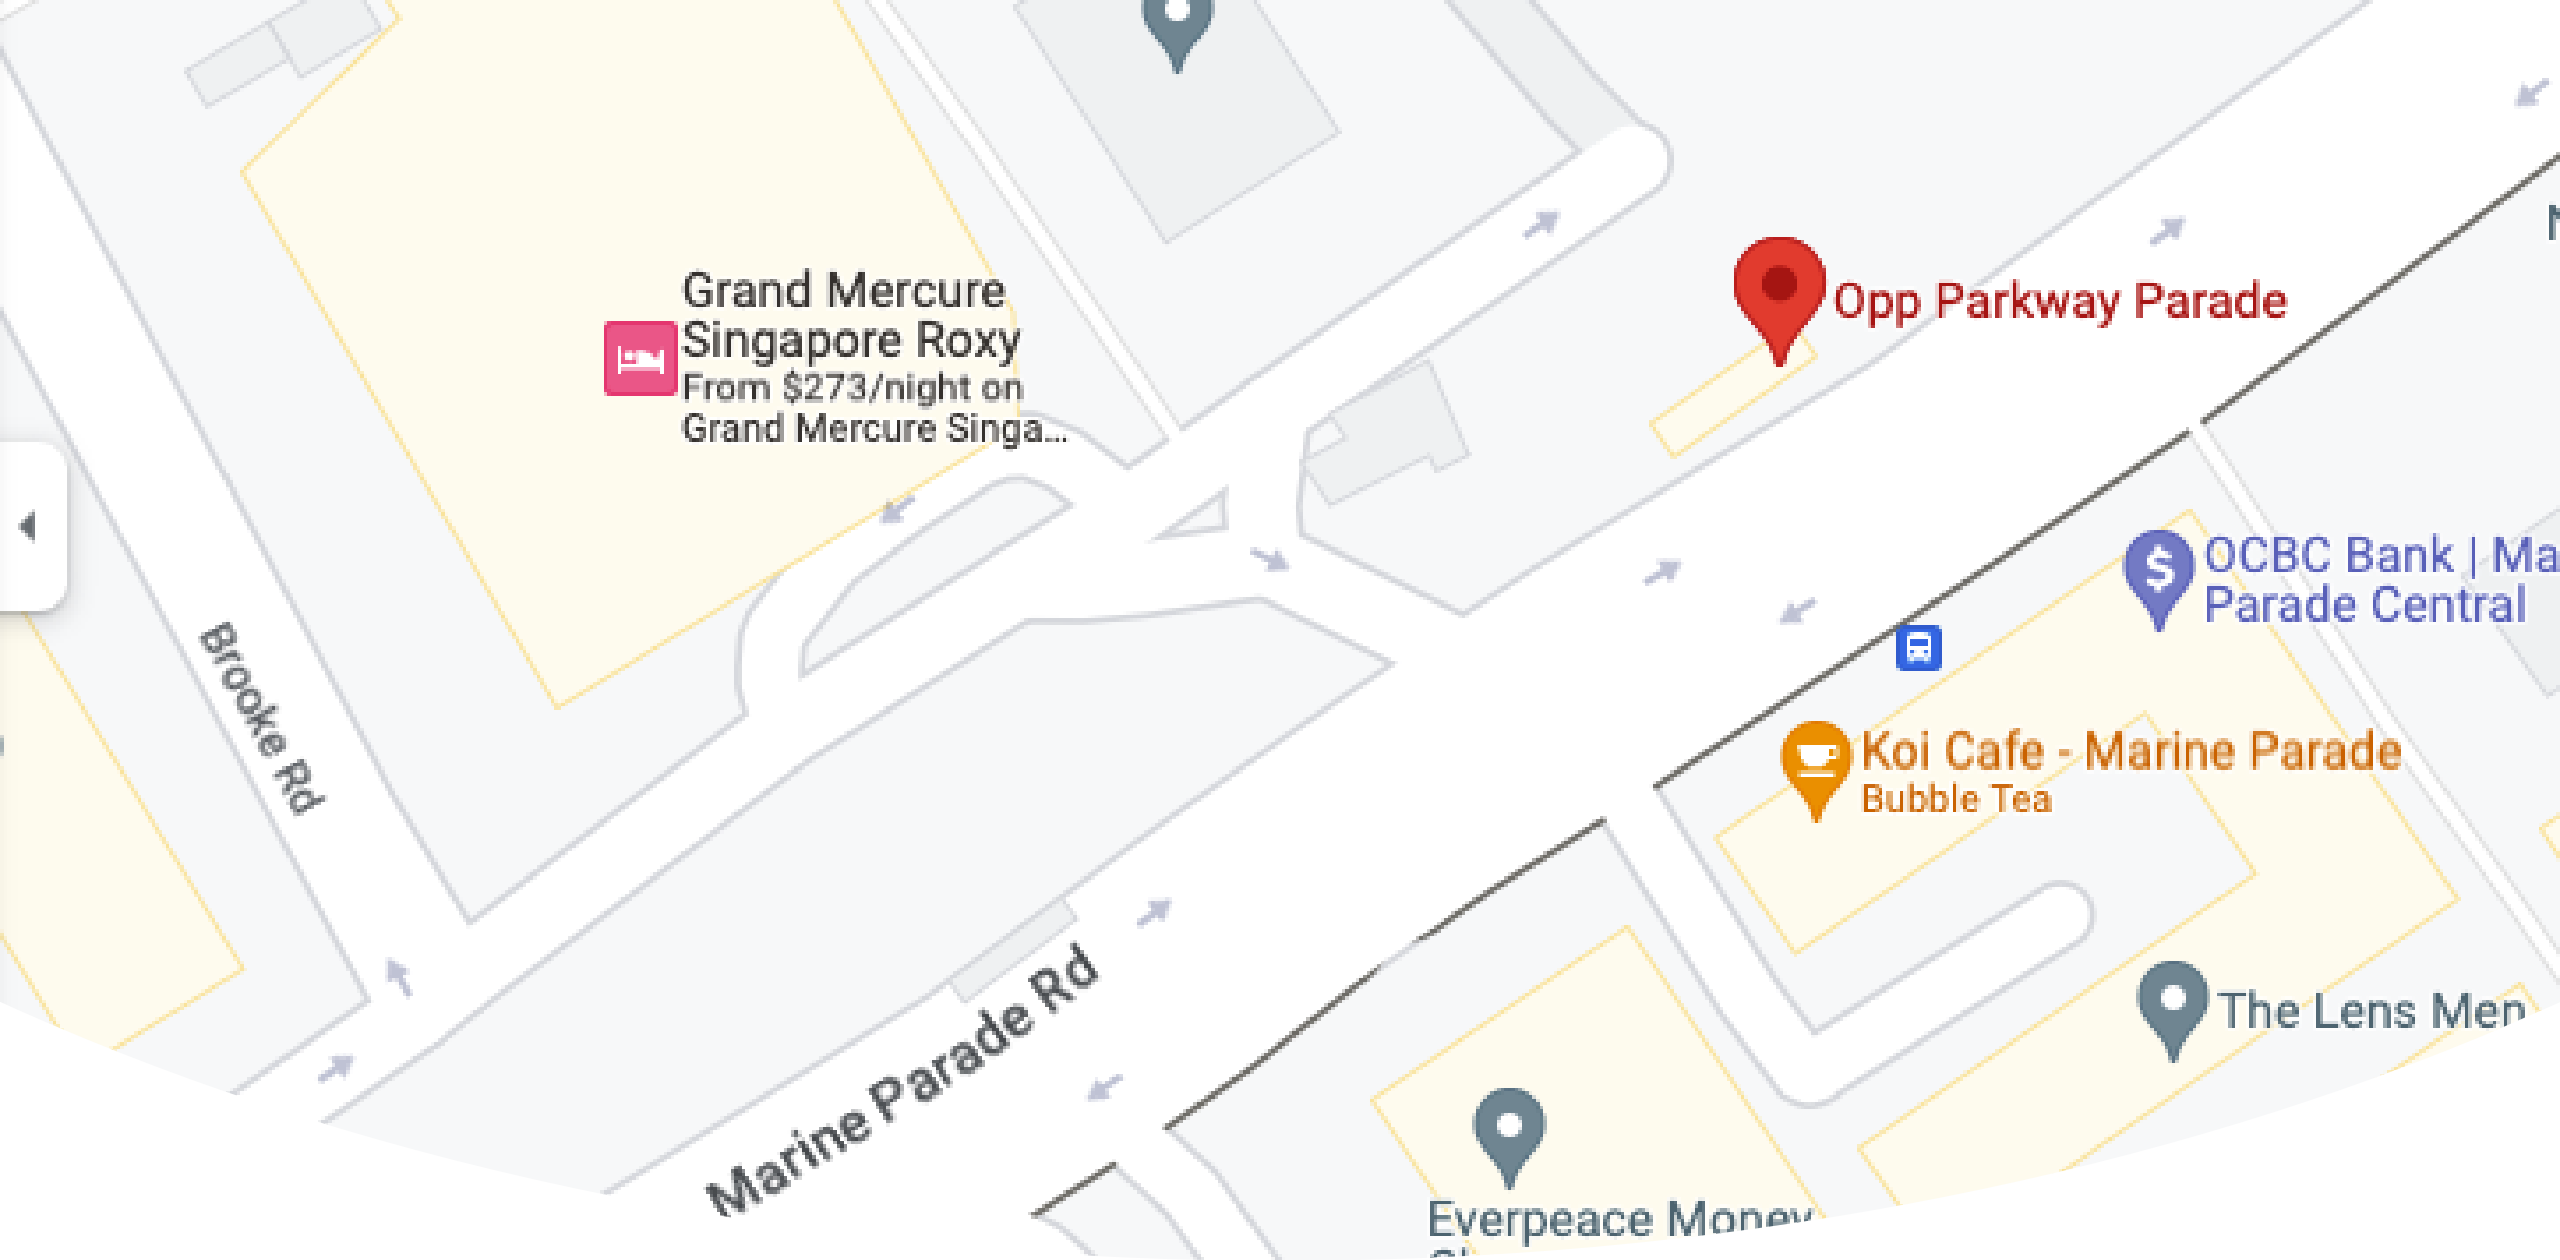 Grand Mercure
Singapore Roxy
From $273/night on
Grand Mercure Singa...
Opp Parkway Parade
OCBC Bank | Ma
Parade Central
Brooke Rd
Koi Cafe - Marine Parade
Bubble Tea
Marine Parade Rd
The Lens Men
Everpeace Money